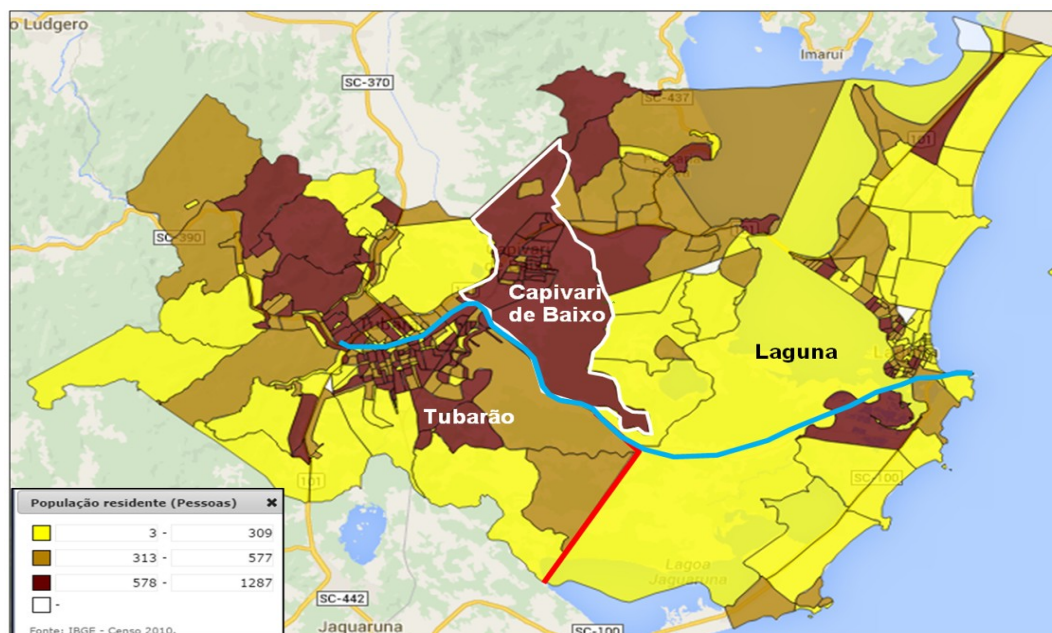 o Ludgero
SC-370
Imaruí
SC-437
101
SC-390
Capivari
de Baixo
Laguna
Tubarão
101
SC-100
Lagoa
Jaguaruna
SC-442
Jaguaruna
SC-100
População residente (Pessoas)
3 - 309
313 - 577
578 - 1287
-
Fonte: IBGE - Censo 2010.